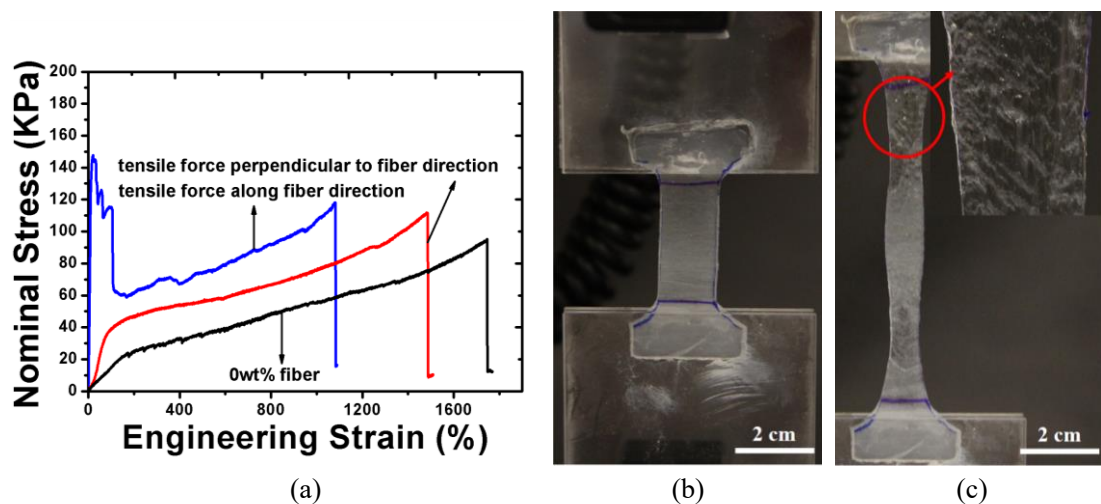 200
180
160
140
120
100
80
60
40
20
0
Nominal Stress (KPa)
tensile force perpendicular to fiber direction
tensile force along fiber direction
0wt% fiber
0 400 800 1200 1600
Engineering Strain (%)
2 cm
2 cm
(a) (b) (c)